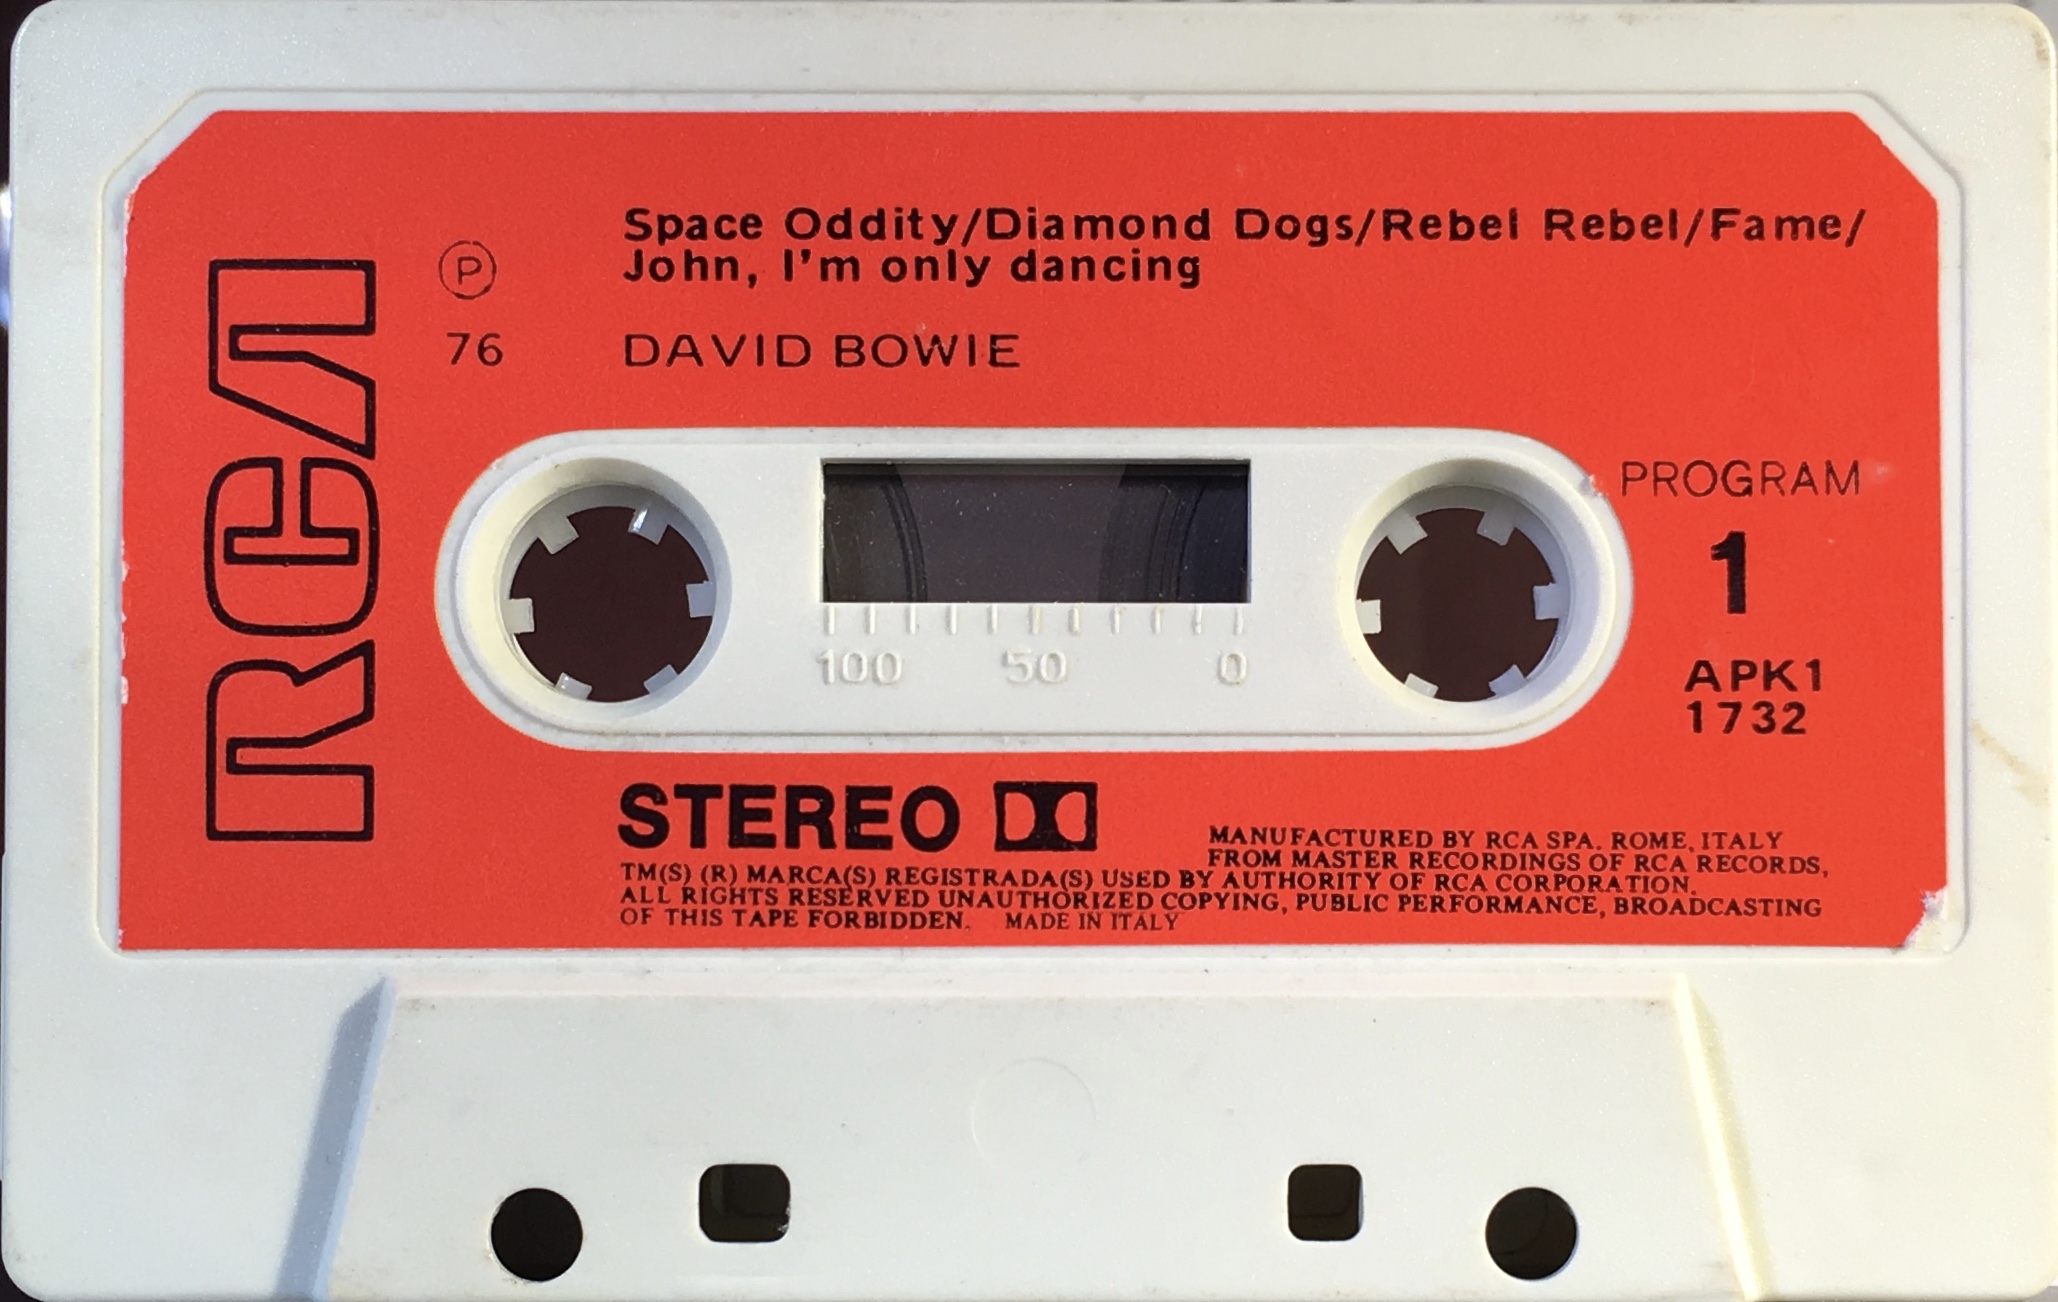 RCA
Ⓟ
76
Space Oddity/Diamond Dogs/Rebel Rebel/Fame/
John, I'm only dancing
DAVID BOWIE
PROGRAM
1
APK1
1732
100 50 0
STEREO
MANUFACTURED BY RCA SPA. ROME, ITALY
FROM MASTER RECORDINGS OF RCA RECORDS,
TM(S) (R) MARCA(S) REGISTRADA(S) USED BY AUTHORITY OF RCA CORPORATION.
ALL RIGHTS RESERVED UNAUTHORIZED COPYING, PUBLIC PERFORMANCE, BROADCASTING
OF THIS TAPE FORBIDDEN. MADE IN ITALY